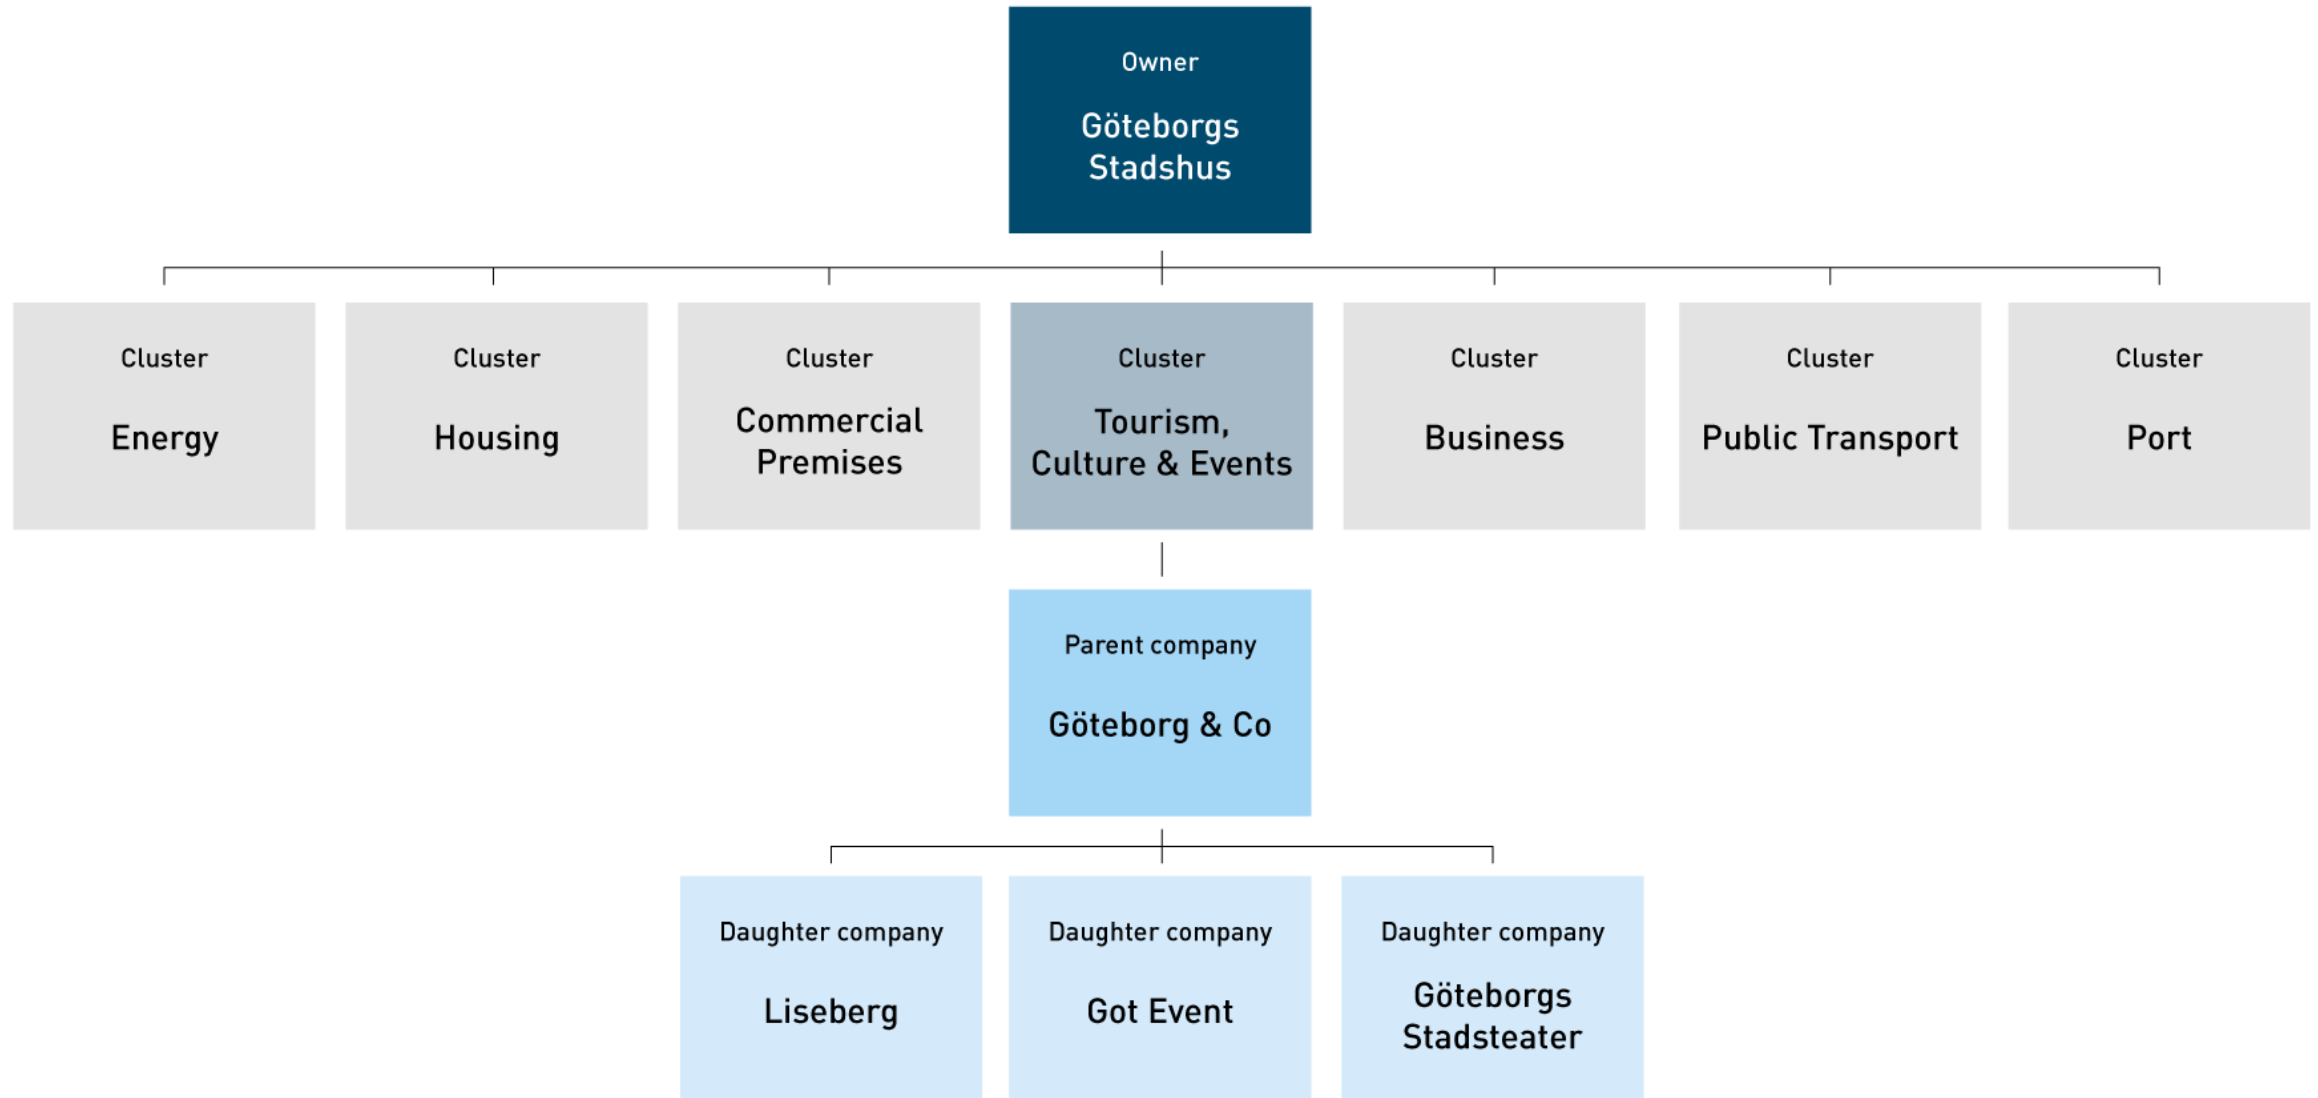 Owner
Göteborgs
Stadshus
Cluster
Energy
Cluster
Housing
Cluster
Commercial
Premises
Cluster
Tourism,
Culture & Events
Cluster
Business
Cluster
Public Transport
Cluster
Port
Parent company
Göteborg & Co
Daughter company
Liseberg
Daughter company
Got Event
Daughter company
Göteborgs
Stadsteater